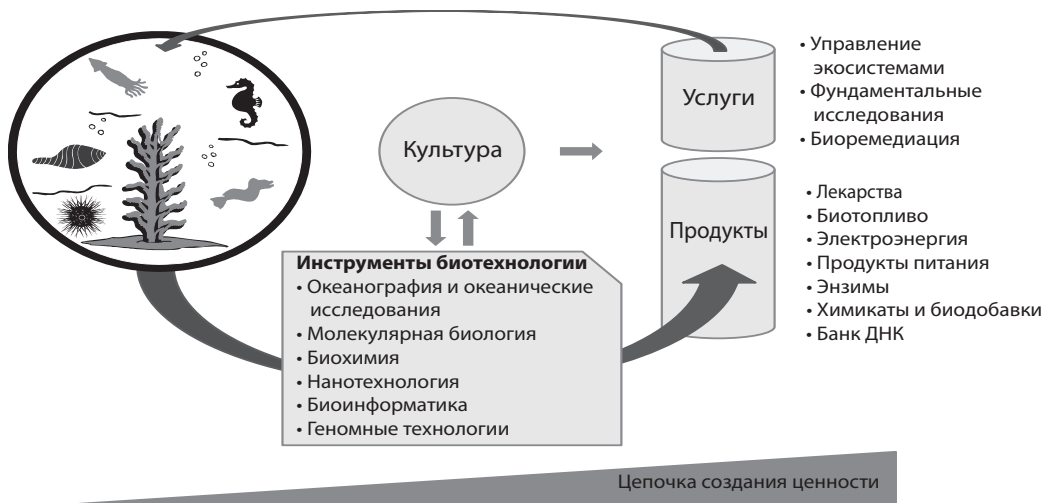 Услуги
• Управление
экосистемами
• Фундаментальные
исследования
• Биоремедиация
Культура
Продукты
• Лекарства
• Биотопливо
• Электроэнергия
• Продукты питания
• Энзимы
• Химикаты и биодобавки
• Банк ДНК
Инструменты биотехнологии
• Океанография и океанические
исследования
• Молекулярная биология
• Биохимия
• Нанотехнология
• Биоинформатика
• Геномные технологии
Цепочка создания ценности